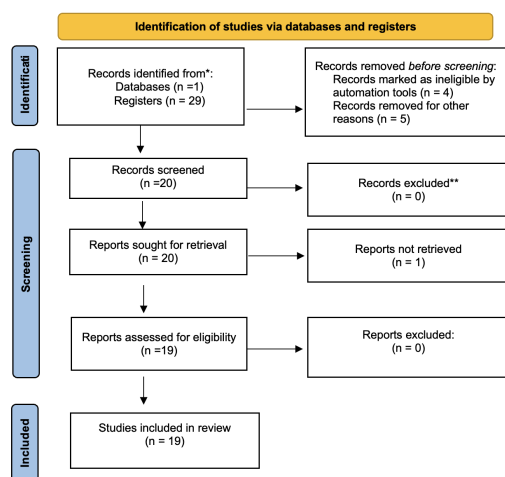 Identification of studies via databases and registers
Identificati
Records identified from*:
Databases (n =1)
Registers (n = 29)
Records removed before screening:
Records marked as ineligible by
automation tools (n = 4)
Records removed for other
reasons (n = 5)
Screening
Records screened
(n =20)
Records excluded**
(n = 0)
Reports sought for retrieval
(n = 20)
Reports not retrieved
(n = 1)
Reports assessed for eligibility
(n =19)
Reports excluded:
(n = 0)
Included
Studies included in review
(n = 19)